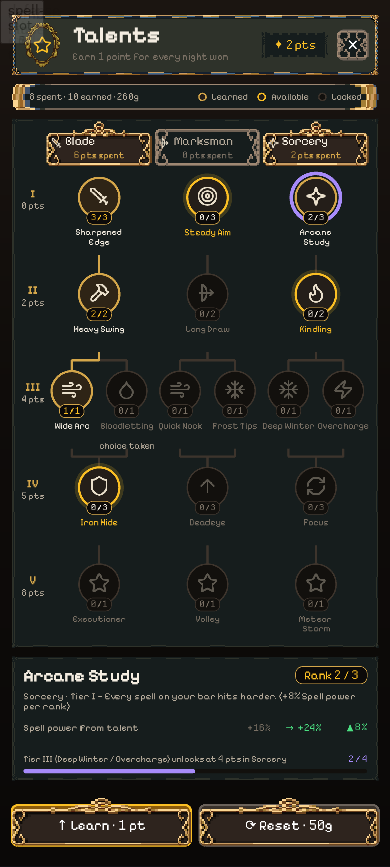 spell-
slot
Talents
Earn 1 point for every night won
2 pts
8 spent · 10 earned · 260g
Learned
Available
Locked
Blade
6 pts spent
Marksman
0 pts spent
Sorcery
2 pts spent
I
0 pts
3/3
0/3
2/3
Sharpened
Edge
Steady Aim
Arcane
Study
II
2 pts
2/2
0/2
0/2
Heavy Swing
Long Draw
Kindling
III
4 pts
1/1
0/1
0/1
0/1
0/1
0/1
Wide Arc
Bloodletting
Quick Nock
Frost Tips
Deep Winter
Overcharge
choice taken
IV
5 pts
0/3
0/3
0/3
Iron Hide
Deadeye
Focus
V
8 pts
0/1
0/1
0/1
Executioner
Volley
Meteor
Storm
Arcane Study
Rank 2 / 3
Sorcery · Tier I — Every spell on your bar hits harder. (+8% Spell power
per rank)
Spell power from talent
+16%
→ +24%
▲8%
Tier III (Deep Winter / Overcharge) unlocks at 4 pts in Sorcery
2 / 4
↑ Learn · 1 pt
⟳ Reset · 50g